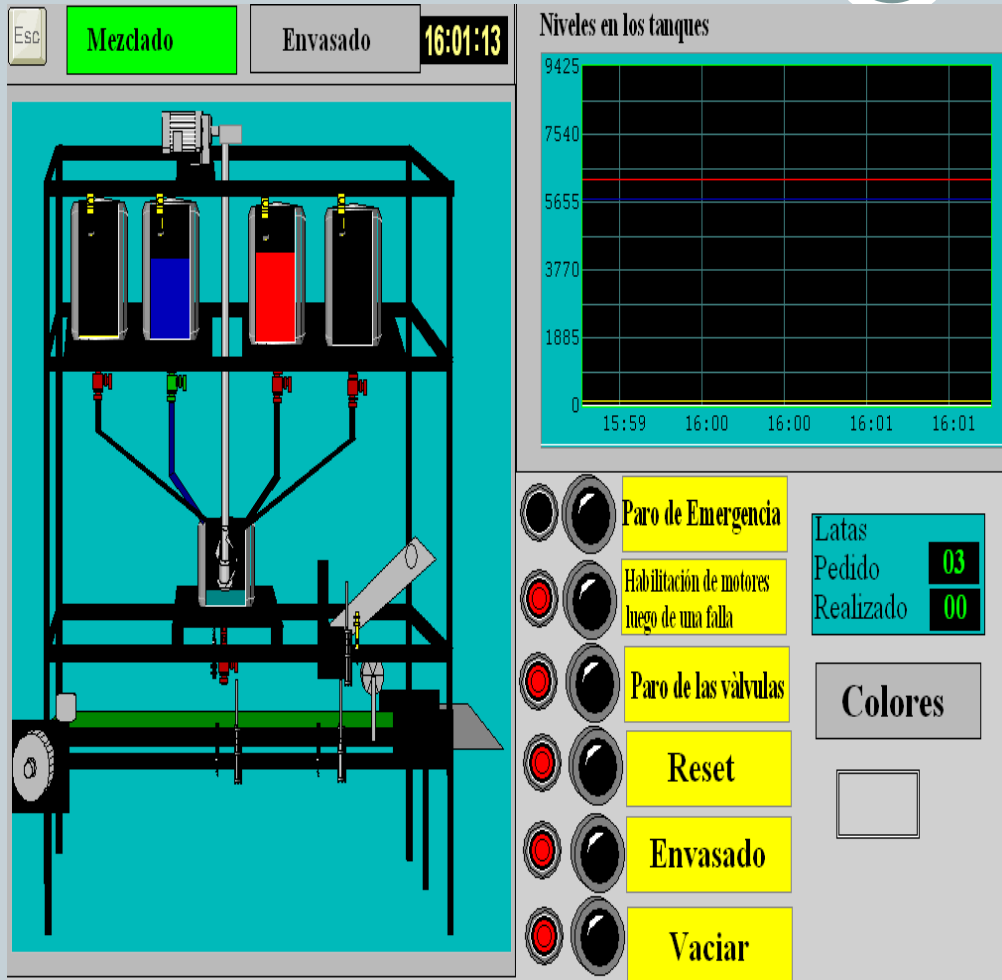 Esc
Mezclado
Envasado
16:01:13
Niveles en los tanques
9425
7540
5655
3770
1885
0
15:59 16:00 16:00 16:01 16:01
Paro de Emergencia
Habilitación de motores
luego de una falla
Paro de las vàlvulas
Reset
Envasado
Vaciar
Latas
Pedido 03
Realizado 00
Colores